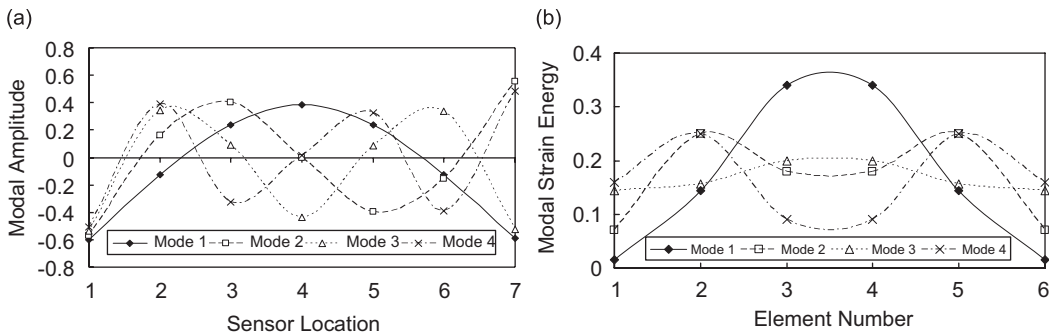 (a)
Modal Amplitude
0.8
0.6
0.4
0.2
0
-0.2
-0.4
-0.6
-0.8
Mode 1 Mode 2 Mode 3 Mode 4
1 2 3 4 5 6 7
Sensor Location
(b)
Modal Strain Energy
0.4
0.3
0.2
0.1
0
Mode 1 Mode 2 Mode 3 Mode 4
1 2 3 4 5 6
Element Number